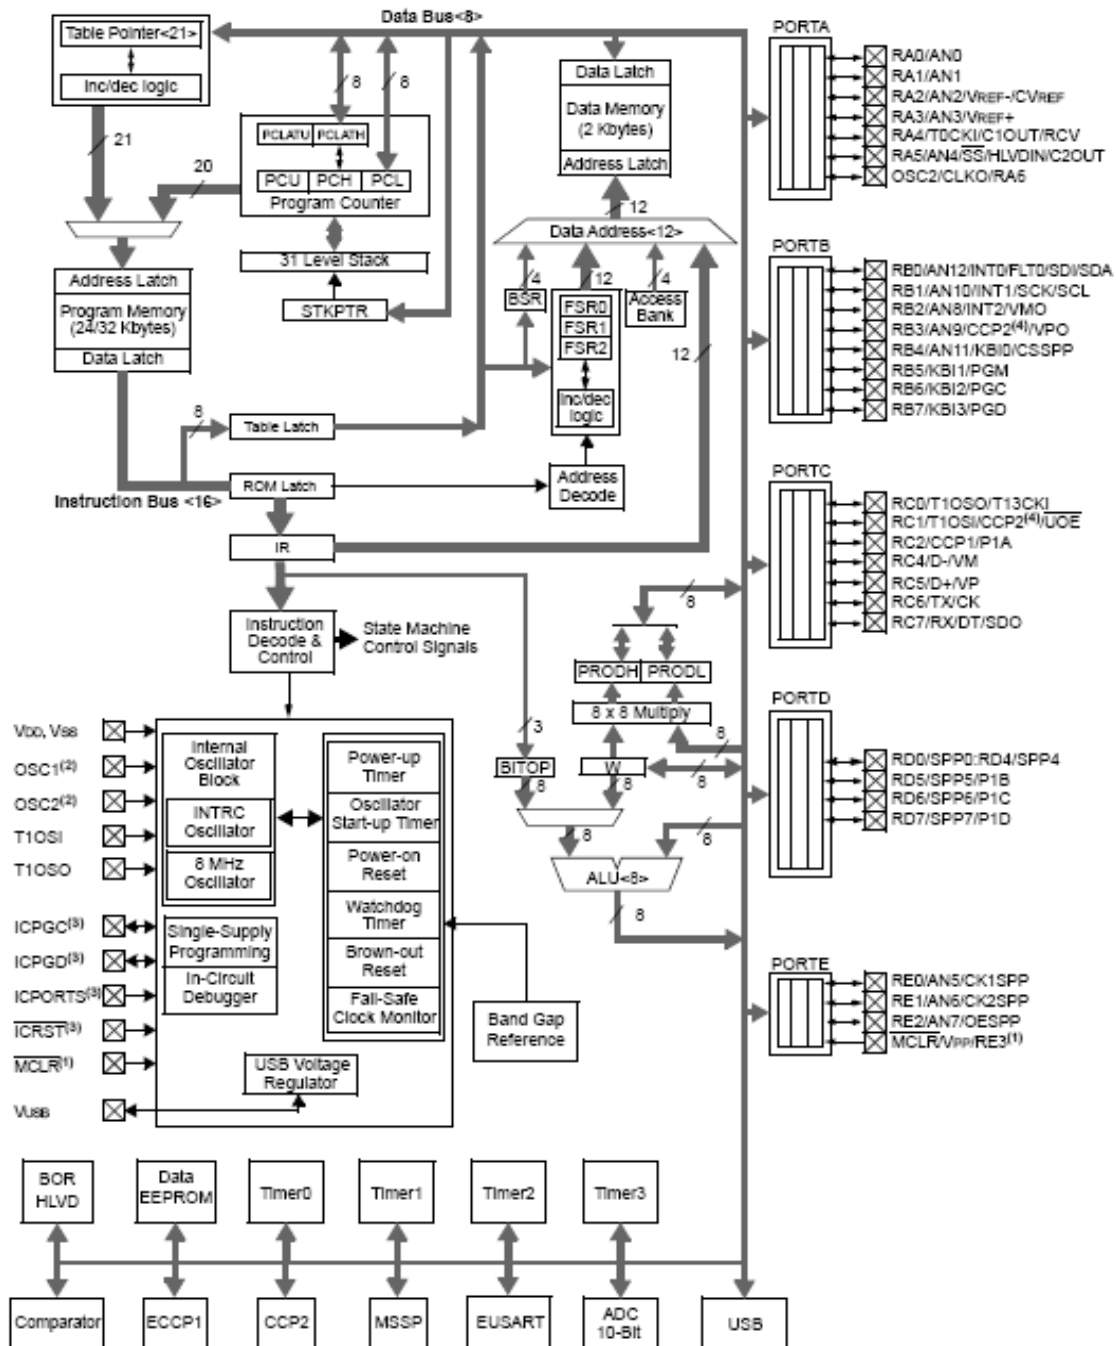 Data Bus<8>
Table Pointer<21>
Inc/dec logic
21
20
8
8
PCLATU PCLATH
PCU PCH PCL
Program Counter
31 Level Stack
STKPTR
Address Latch
Program Memory
(24/32 Kbytes)
Data Latch
8
Table Latch
Instruction Bus <16>
ROM Latch
IR
Instruction
Decode &
Control
State Machine
Control Signals
Data Latch
Data Memory
(2 Kbytes)
Address Latch
12
Data Address<12>
4
12
4
BSR
FSR0
FSR1
FSR2
Access
Bank
12
inc/dec
logic
Address
Decode
8
PRODH PRODL
8 x 8 Multiply
3
8
BITOP
W
8
8
8
8
8
ALU<8>
8
VDD, VSS
OSC1(2)
OSC2(2)
T1OSI
T1OSO
ICPGC(3)
ICPGD(3)
ICPORTS(3)
ICRST(3)
MCLR(1)
VUSB
Internal
Oscillator
Block
INTRC
Oscillator
8 MHz
Oscillator
Single-Supply
Programming
In-Circuit
Debugger
Power-up
Timer
Oscillator
Start-up Timer
Power-on
Reset
Watchdog
Timer
Brown-out
Reset
Fail-Safe
Clock Monitor
USB Voltage
Regulator
Band Gap
Reference
PORTA
RA0/AN0
RA1/AN1
RA2/AN2/VREF-/CVREF
RA3/AN3/VREF+
RA4/T0CKI/C1OUT/RCV
RA5/AN4/SS/HLVDIN/C2OUT
OSC2/CLKO/RA6
PORTB
RB0/AN12/INT0/FLT0/SDI/SDA
RB1/AN10/INT1/SCK/SCL
RB2/AN8/INT2/VMO
RB3/AN9/CCP2(4)/VPO
RB4/AN11/KBI0/CSSPP
RB5/KBI1/PGM
RB6/KBI2/PGC
RB7/KBI3/PGD
PORTC
RC0/T1OSO/T13CKI
RC1/T1OSI/CCP2(4)/UOE
RC2/CCP1/P1A
RC4/D-/VM
RC5/D+/VP
RC6/TX/CK
RC7/RX/DT/SDO
PORTD
RD0/SPP0:RD4/SPP4
RD5/SPP5/P1B
RD6/SPP6/P1C
RD7/SPP7/P1D
PORTE
RE0/AN5/CK1SPP
RE1/AN6/CK2SPP
RE2/AN7/OESPP
MCLR/VPP/RE3(1)
BOR
HLVD
Data
EEPROM
Timer0
Timer1
Timer2
Timer3
Comparator
ECCP1
CCP2
MSSP
EUSART
ADC
10-Bit
USB